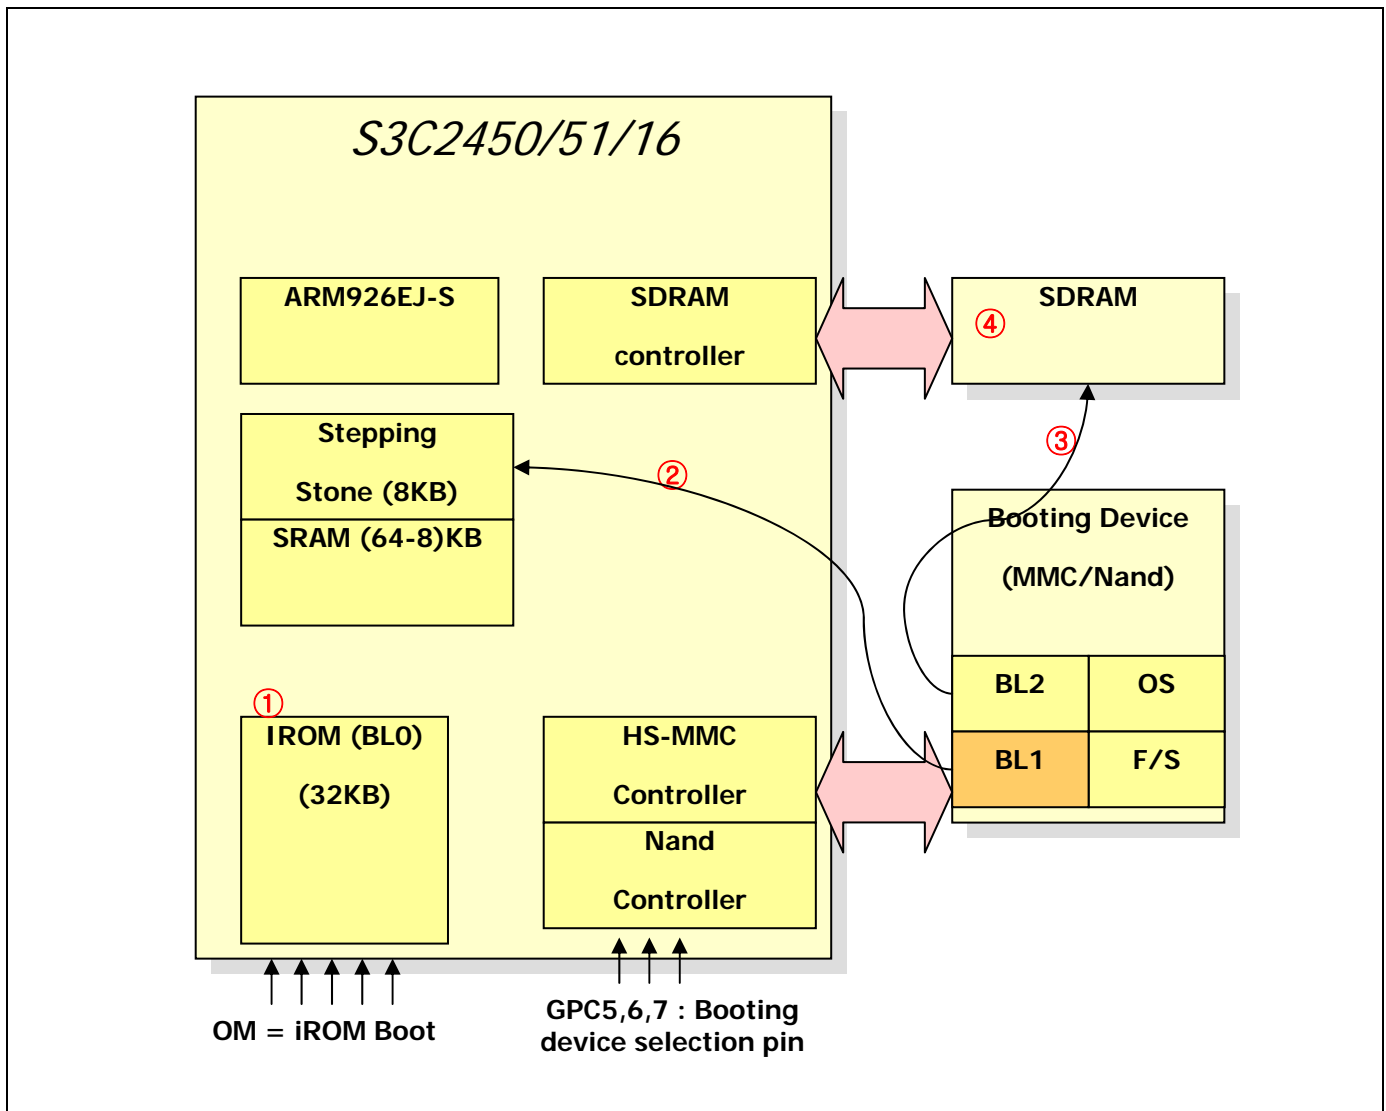 S3C2450/51/16
ARM926EJ-S
SDRAM
controller
SDRAM
④
Stepping
Stone (8KB)
SRAM (64-8)KB
②
③
Booting Device
(MMC/Nand)
BL2
OS
BL1
F/S
①
IROM (BL0)
(32KB)
HS-MMC
Controller
Nand
Controller
OM = iROM Boot
GPC5,6,7 : Booting
device selection pin